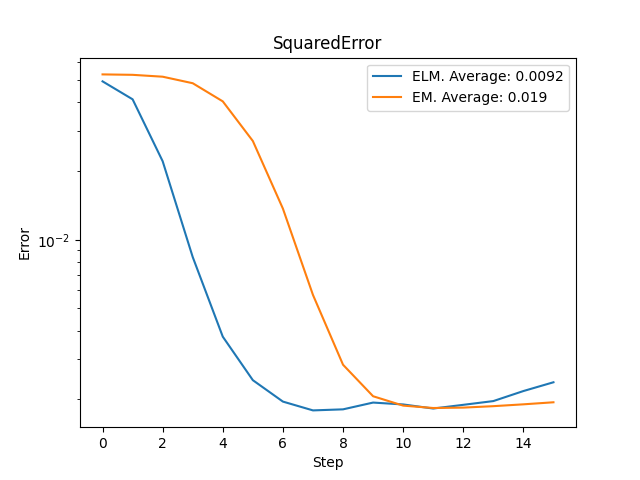 SquaredError
ELM. Average: 0.0092
EM. Average: 0.019
Error
10⁻²
0 2 4 6 8 10 12 14
Step